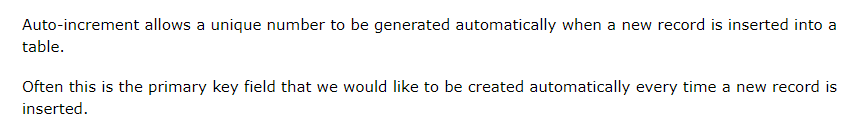 Auto-increment allows a unique number to be generated automatically when a new record is inserted into a
table.
Often this is the primary key field that we would like to be created automatically every time a new record is
inserted.